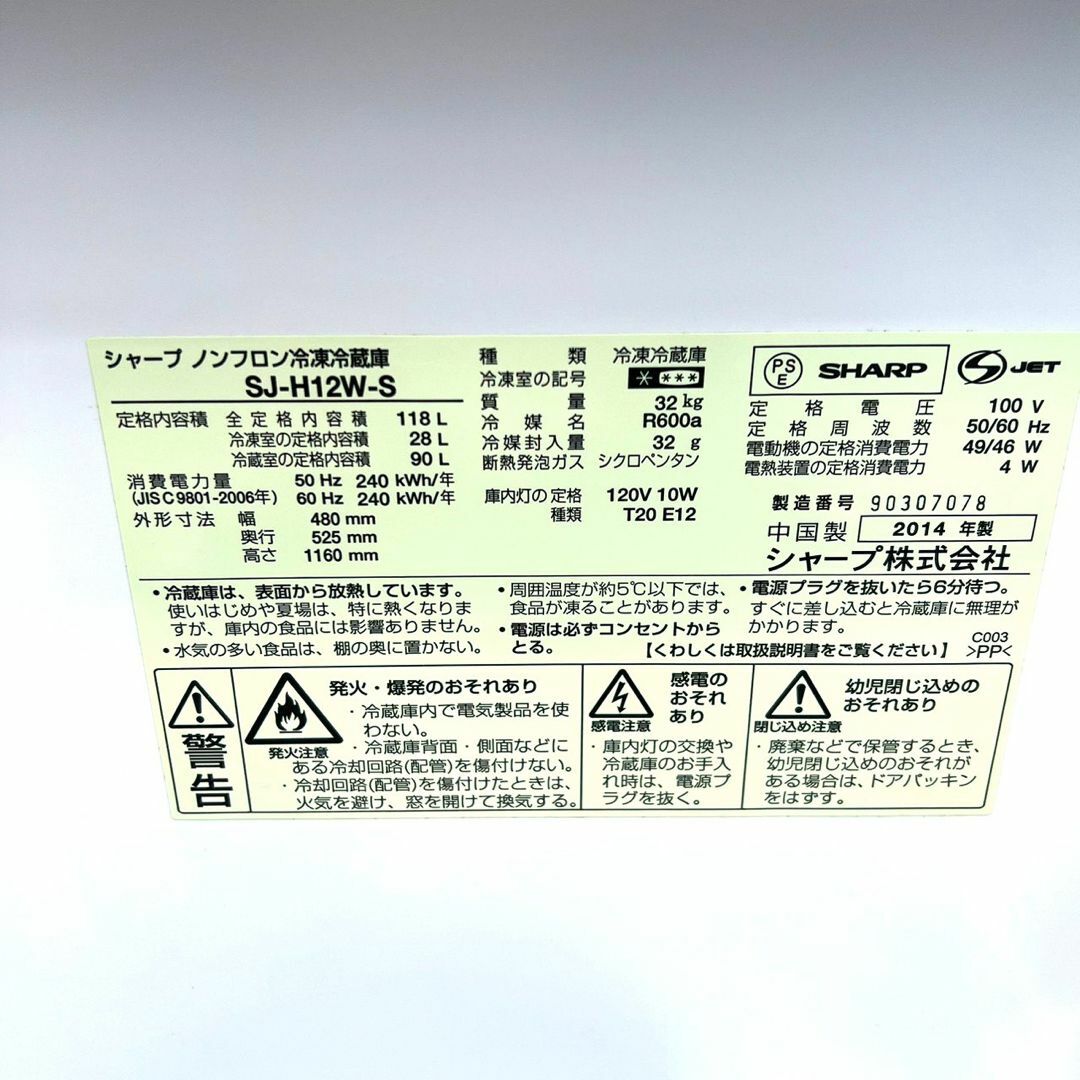 シャープ ノンフロン冷凍冷蔵庫
SJ-H12W-S
定格内容積 全定格内容積 118 L
冷凍室の定格内容積 28 L
冷蔵室の定格内容積 90 L
消費電力量 50 Hz 240 kWh/年
(JIS C 9801-2006年) 60 Hz 240 kWh/年
外形寸法 幅 480 mm
奥行 525 mm
高さ 1160 mm
種類 冷凍冷蔵庫
冷凍室の記号 * ***
質量 32 kg
冷媒名 R600a
冷媒封入量 32 g
断熱発泡ガス シクロペンタン
庫内灯の定格 120V 10W
種類 T20 E12
PSE SHARP S JET
定格電圧 100 V
定格周波数 50/60 Hz
電動機の定格消費電力 49/46 W
電熱装置の定格消費電力 4 W
製造番号 90307078
中国製 2014 年製
シャープ株式会社
・冷蔵庫は、表面から放熱しています。
使いはじめや夏場は、特に熱くなりま
すが、庫内の食品には影響ありません。
・水気の多い食品は、棚の奥に置かない。
・周囲温度が約5℃以下では、
食品が凍ることがあります。
・電源は必ずコンセントから
とる。
・電源プラグを抜いたら6分待つ。
すぐに差し込むと冷蔵庫に無理が
かかります。
【くわしくは取扱説明書をご覧ください】
C003
>PP<
警告
発火注意
発火・爆発のおそれあり
・冷蔵庫内で電気製品を使
わない。
・冷蔵庫背面・側面などに
ある冷却回路(配管)を傷付けない。
・冷却回路(配管)を傷付けたときは、
火気を避け、窓を開けて換気する。
感電注意
感電の
おそれ
あり
・庫内灯の交換や
冷蔵庫のお手入
れ時は、電源プ
ラグを抜く。
閉じ込め注意
幼児閉じ込めの
おそれあり
・廃棄などで保管するとき、
幼児閉じ込めのおそれが
ある場合は、ドアパッキン
をはずす。